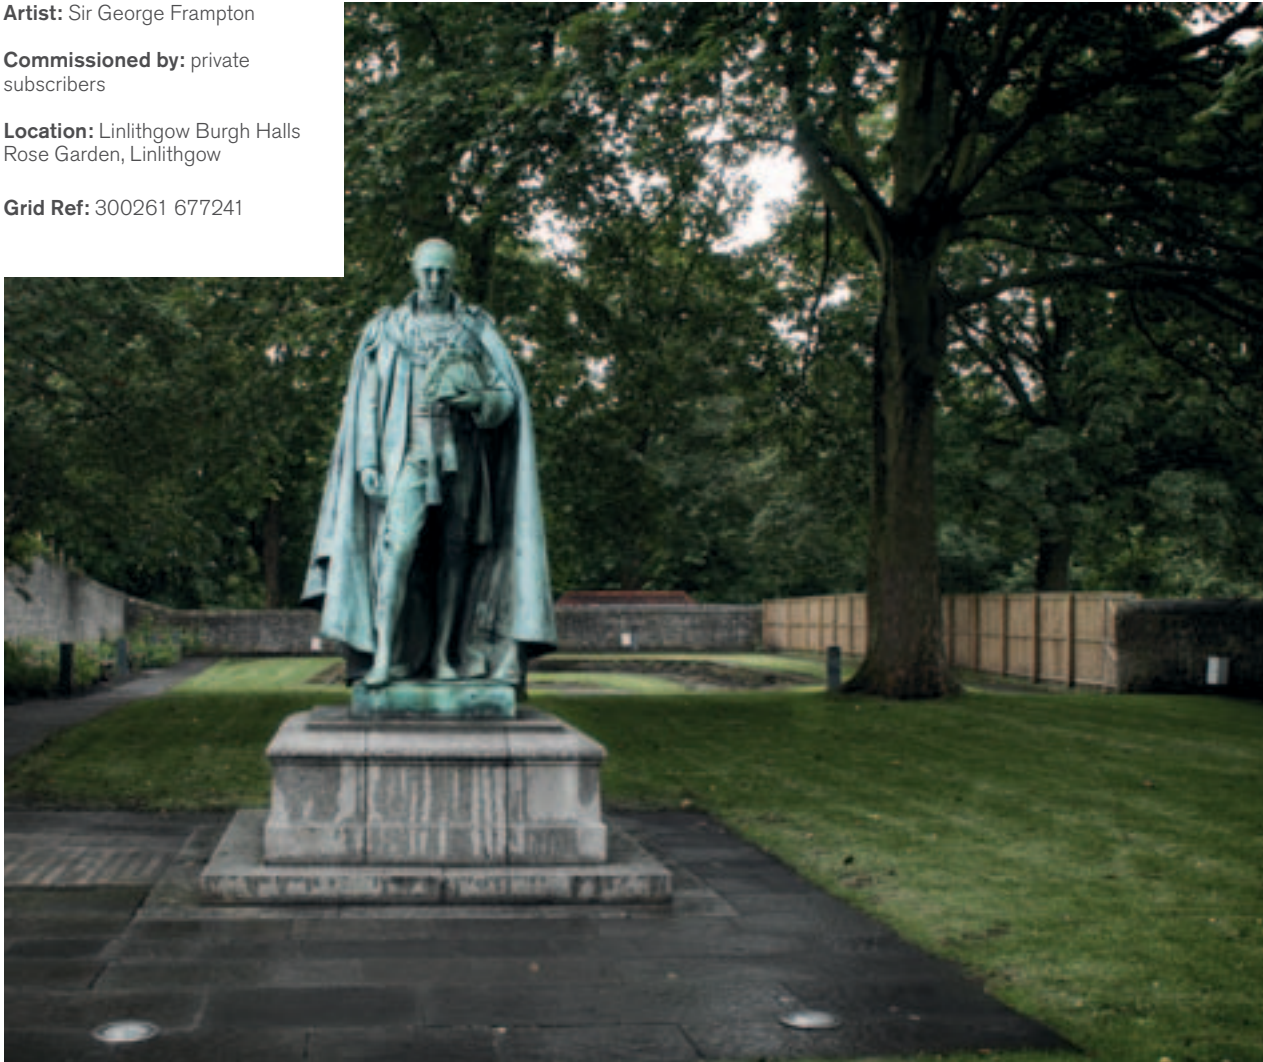 Artist: Sir George Frampton
Commissioned by: private
subscribers
Location: Linlithgow Burgh Halls
Rose Garden, Linlithgow
Grid Ref: 300261 677241